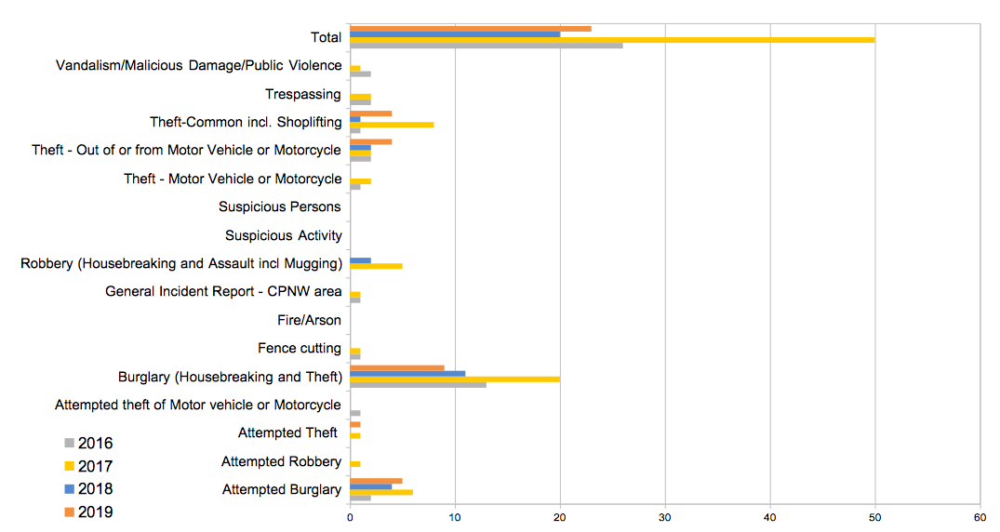 Total
Vandalism/Malicious Damage/Public Violence
Trespassing
Theft-Common incl. Shoplifting
Theft - Out of or from Motor Vehicle or Motorcycle
Theft - Motor Vehicle or Motorcycle
Suspicious Persons
Suspicious Activity
Robbery (Housebreaking and Assault incl Mugging)
General Incident Report - CPNW area
Fire/Arson
Fence cutting
Burglary (Housebreaking and Theft)
Attempted theft of Motor vehicle or Motorcycle
Attempted Theft
Attempted Robbery
Attempted Burglary
2016
2017
2018
2019
0 10 20 30 40 50 60